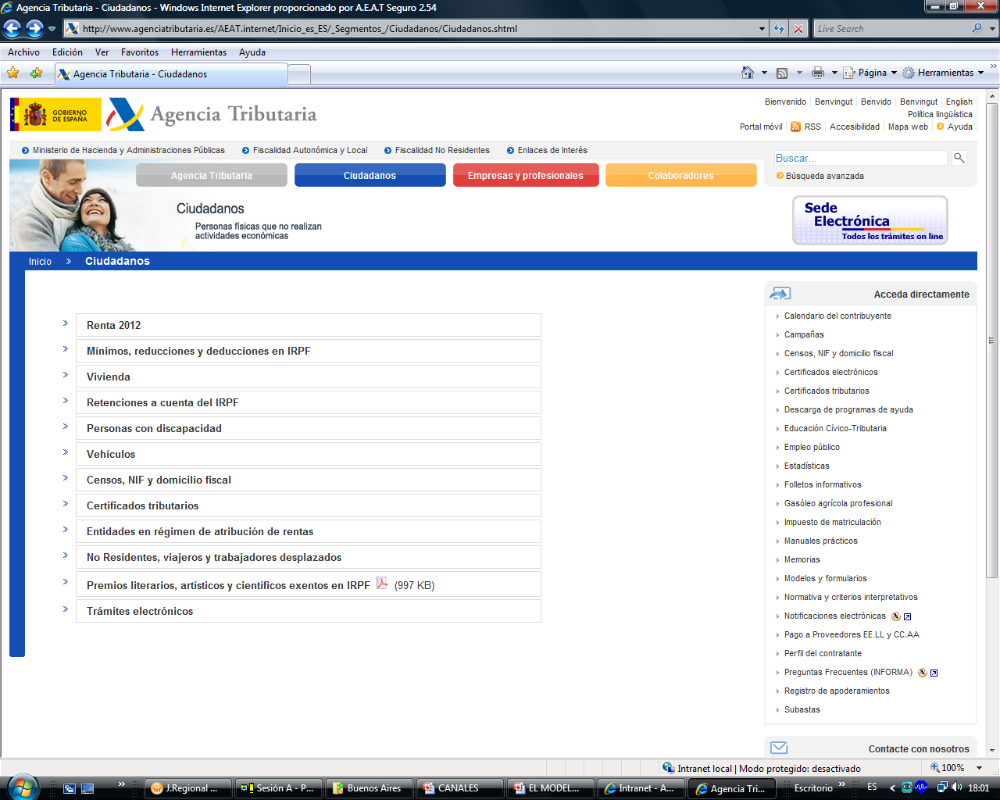 Agencia Tributaria - Ciudadanos - Windows Internet Explorer proporcionado por A.E.A.T Seguro 2.54
http://www.agenciatributaria.es/AEAT.internet/Inicio_es_ES/_Segmentos_/Ciudadanos/Ciudadanos.shtml
Live Search
Archivo Edición Ver Favoritos Herramientas Ayuda
Agencia Tributaria - Ciudadanos
Página Herramientas
GOBIERNO DE ESPAÑA
Agencia Tributaria
Bienvenido Benvingut Benvido Benvingut English
Política lingüística
Portal móvil RSS Accesibilidad Mapa web Ayuda
Ministerio de Hacienda y Administraciones Públicas Fiscalidad Autonómica y Local Fiscalidad No Residentes Enlaces de Interés
Buscar...
Búsqueda avanzada
Agencia Tributaria Ciudadanos Empresas y profesionales Colaboradores
Ciudadanos
Personas físicas que no realizan
actividades económicas
Sede
Electrónica
Todos los trámites on line
Inicio » Ciudadanos
Renta 2012
Mínimos, reducciones y deducciones en IRPF
Vivienda
Retenciones a cuenta del IRPF
Personas con discapacidad
Vehículos
Censos, NIF y domicilio fiscal
Certificados tributarios
Entidades en régimen de atribución de rentas
No Residentes, viajeros y trabajadores desplazados
Premios literarios, artísticos y científicos exentos en IRPF (997 KB)
Trámites electrónicos
Acceda directamente
Calendario del contribuyente
Campañas
Censos, NIF y domicilio fiscal
Certificados electrónicos
Certificados tributarios
Descarga de programas de ayuda
Educación Cívico-Tributaria
Empleo público
Estadísticas
Folletos informativos
Gasóleo agrícola profesional
Impuesto de matriculación
Manuales prácticos
Memorias
Modelos y formularios
Normativa y criterios interpretativos
Notificaciones electrónicas
Pago a Proveedores EE.LL y CC.AA
Perfil del contratante
Preguntas Frecuentes (INFORMA)
Registro de apoderamientos
Subastas
Contacte con nosotros
Intranet local | Modo protegido: desactivado
100%
J.Regional ... Sesión A - P... Buenos Aires CANALES EL MODEL... Intranet - A... Agencia Tri... Escritorio ES 18:01